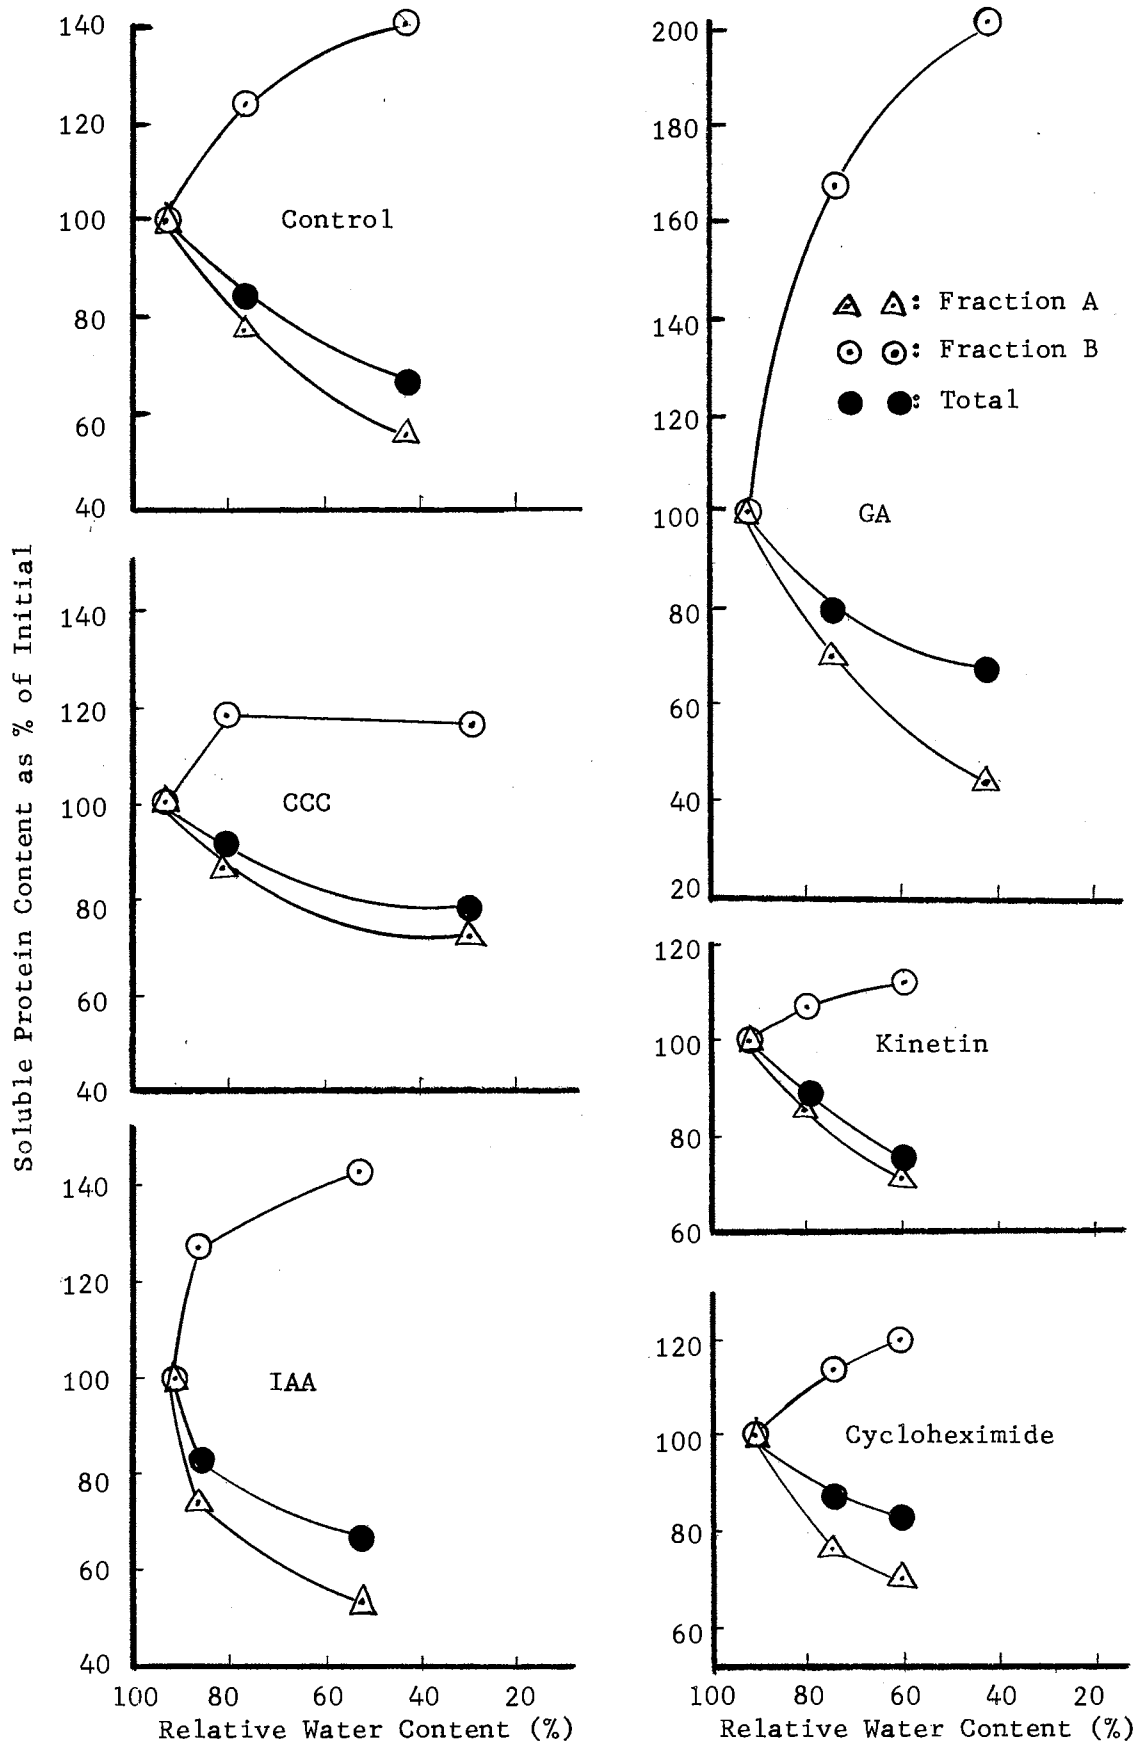 Soluble Protein Content as % of Initial
140
120
100
80
60
40
Control
140
120
100
80
60
40
CCC
140
120
100
80
60
40
IAA
100 80 60 40 20
Relative Water Content (%)
200
180
160
140
120
100
80
60
40
20
: Fraction A
: Fraction B
: Total
GA
120
100
80
60
Kinetin
120
100
80
60
Cycloheximide
100 80 60 40 20
Relative Water Content (%)